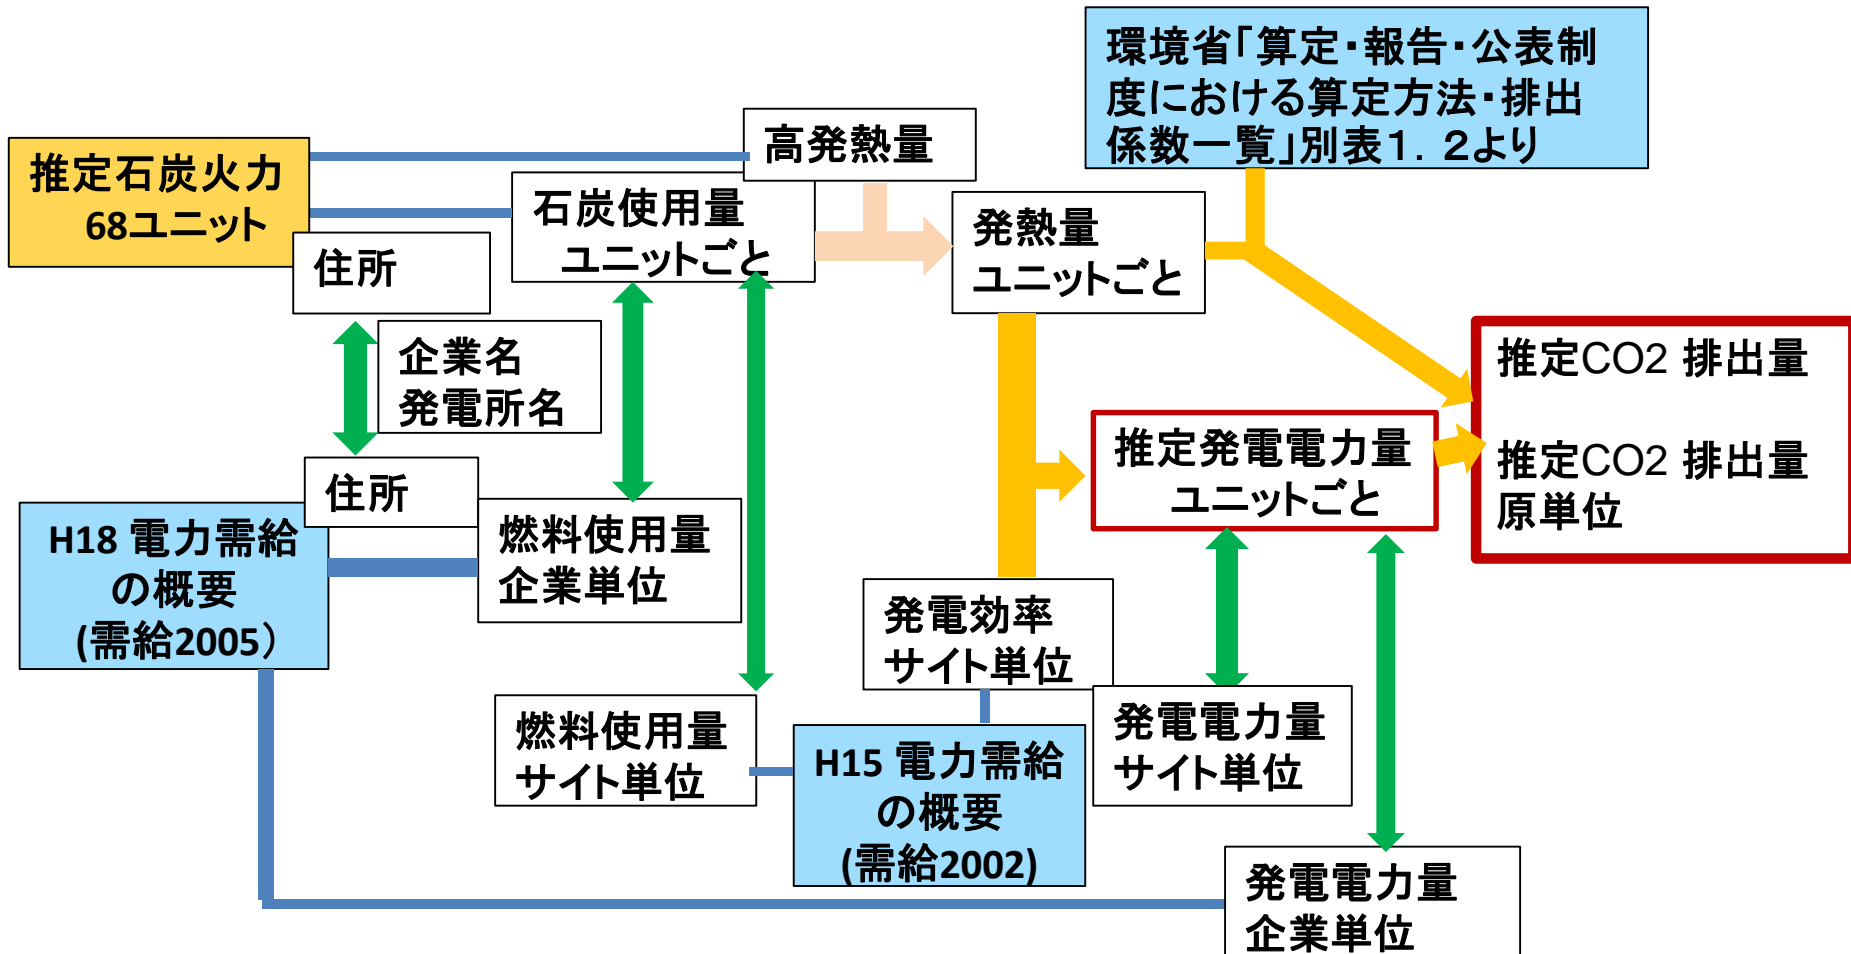 環境省「算定・報告・公表制
度における算定方法・排出
係数一覧」別表１．２より
高発熱量
推定石炭火力
68ユニット
石炭使用量
ユニットごと
発熱量
ユニットごと
住所
企業名
発電所名
推定CO2 排出量
推定CO2 排出量
原単位
推定発電電力量
ユニットごと
住所
H18 電力需給
の概要
(需給2005）
燃料使用量
企業単位
発電効率
サイト単位
燃料使用量
サイト単位
H15 電力需給
の概要
(需給2002)
発電電力量
サイト単位
発電電力量
企業単位